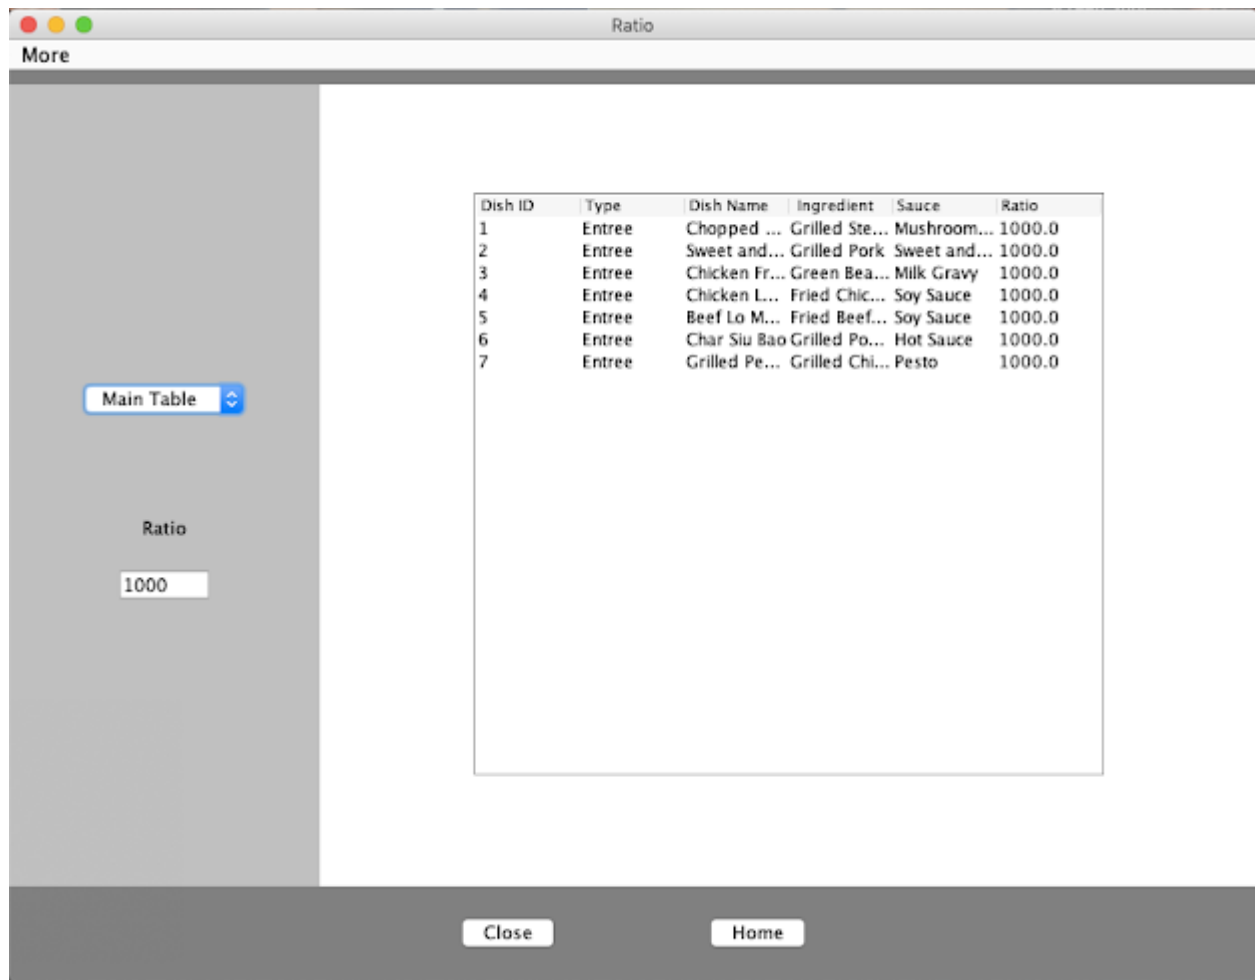 Ratio
More
Dish ID Type Dish Name Ingredient Sauce Ratio
1 Entree Chopped ... Grilled Ste... Mushroom... 1000.0
2 Entree Sweet and... Grilled Pork Sweet and... 1000.0
3 Entree Chicken Fr... Green Bea... Milk Gravy 1000.0
4 Entree Chicken L... Fried Chic... Soy Sauce 1000.0
5 Entree Beef Lo M... Fried Beef... Soy Sauce 1000.0
6 Entree Char Siu Bao Grilled Po... Hot Sauce 1000.0
7 Entree Grilled Pe... Grilled Chi... Pesto 1000.0
Main Table
Ratio
1000
Close Home